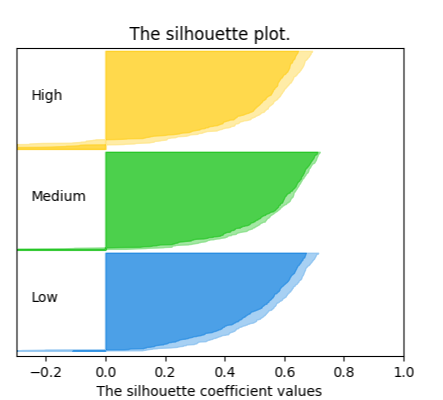 The silhouette plot.
High
Medium
Low
−0.2 0.0 0.2 0.4 0.6 0.8 1.0
The silhouette coefficient values